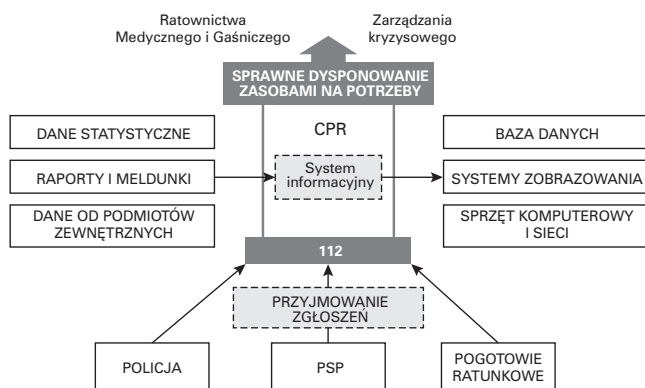 Ratownictwa
Medycznego i Gaśniczego
Zarządzania
kryzysowego
SPRAWNE DYSPONOWANIE
ZASOBAMI NA POTRZEBY
CPR
DANE STATYSTYCZNE
RAPORTY I MELDUNKI
DANE OD PODMIOTÓW
ZEWNĘTRZNYCH
System
informacyjny
BAZA DANYCH
SYSTEMY ZOBRAZOWANIA
SPRZĘT KOMPUTEROWY
I SIECI
112
PRZYJMOWANIE
ZGŁOSZEŃ
POLICJA
PSP
POGOTOWIE
RATUNKOWE